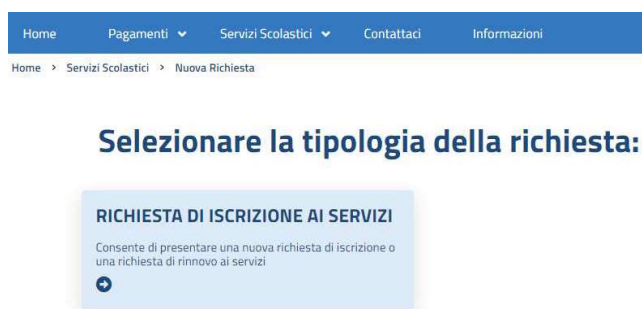 Home Pagamenti Servizi Scolastici Contattaci Informazioni
Home > Servizi Scolastici > Nuova Richiesta
Selezionare la tipologia della richiesta:
RICHIESTA DI ISCRIZIONE AI SERVIZI
Consente di presentare una nuova richiesta di iscrizione o
una richiesta di rinnovo ai servizi